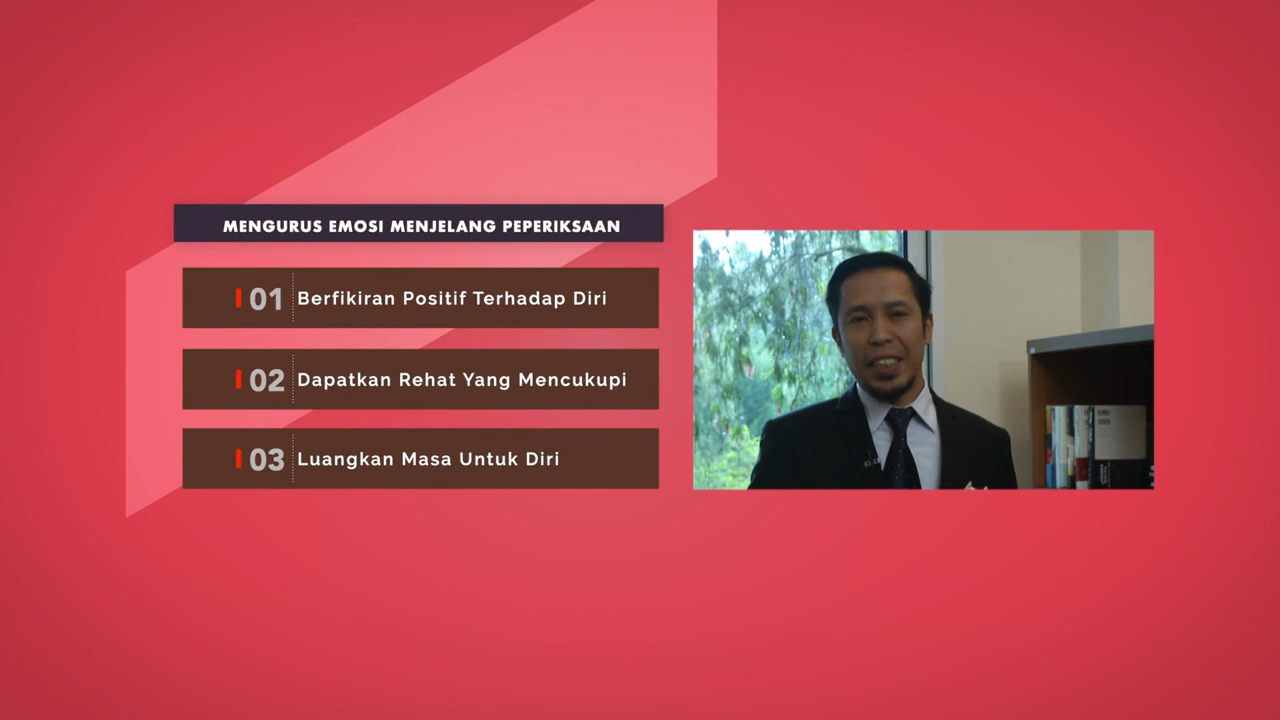 MENGURUS EMOSI MENJELANG PEPERIKSAAN
01 Berfikiran Positif Terhadap Diri
02 Dapatkan Rehat Yang Mencukupi
03 Luangkan Masa Untuk Diri